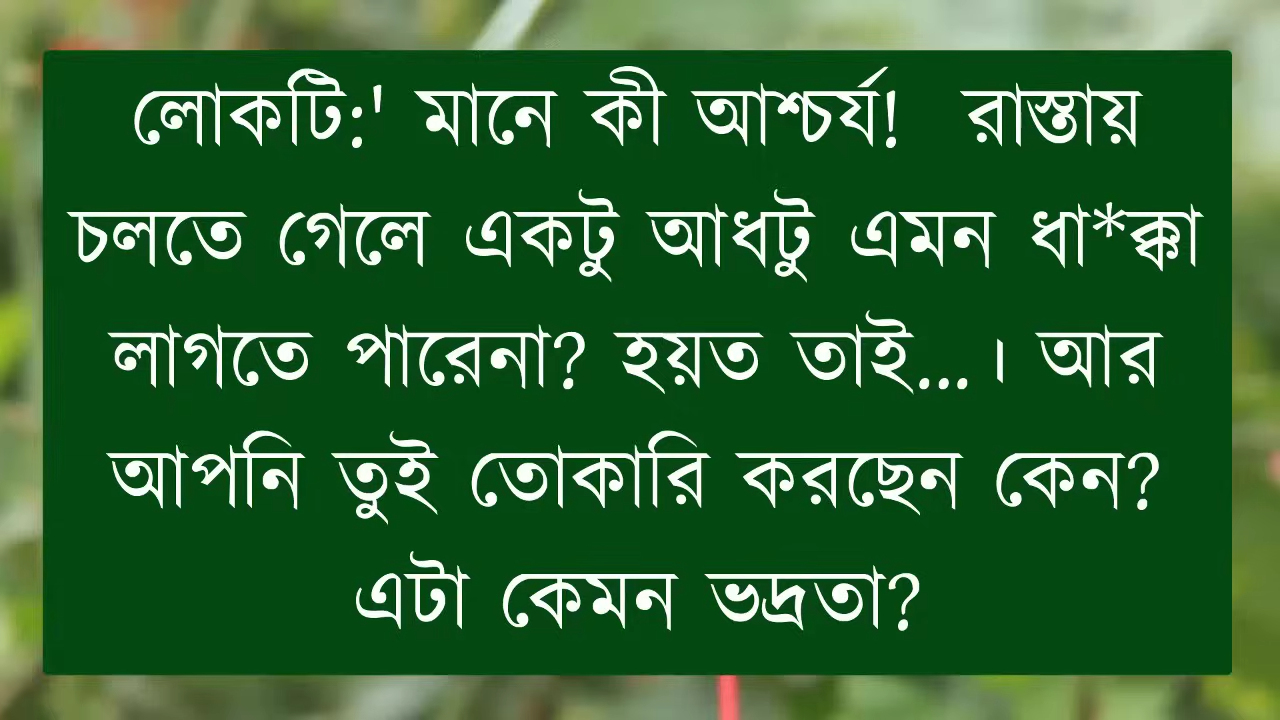 লোকটি:' মানে কী আশ্চর্য! রাস্তায়
চলতে গেলে একটু আধটু এমন ধা*ক্কা
লাগতে পারেনা? হয়ত তাই...। আর
আপনি তুই তোকারি করছেন কেন?
এটা কেমন ভদ্রতা?